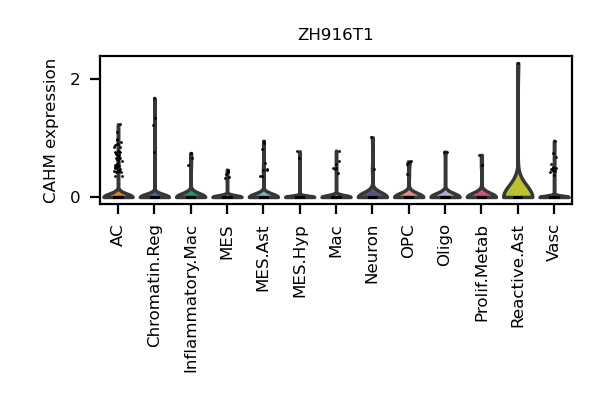 ZH916T1
CAHM expression
2
0
AC
Chromatin.Reg
Inflammatory.Mac
MES
MES.Ast
MES.Hyp
Mac
Neuron
OPC
Oligo
Prolif.Metab
Reactive.Ast
Vasc